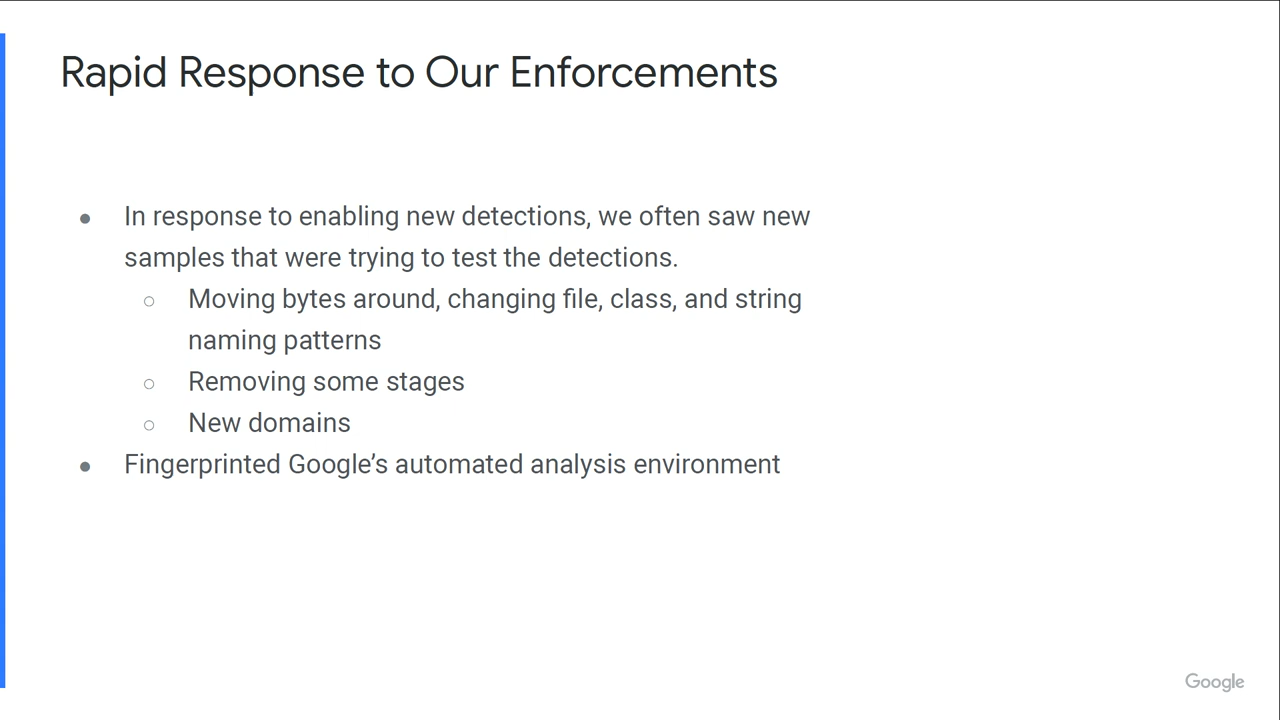 Rapid Response to Our Enforcements
● In response to enabling new detections, we often saw new
samples that were trying to test the detections.
○ Moving bytes around, changing file, class, and string
naming patterns
○ Removing some stages
○ New domains
● Fingerprinted Google’s automated analysis environment
Google